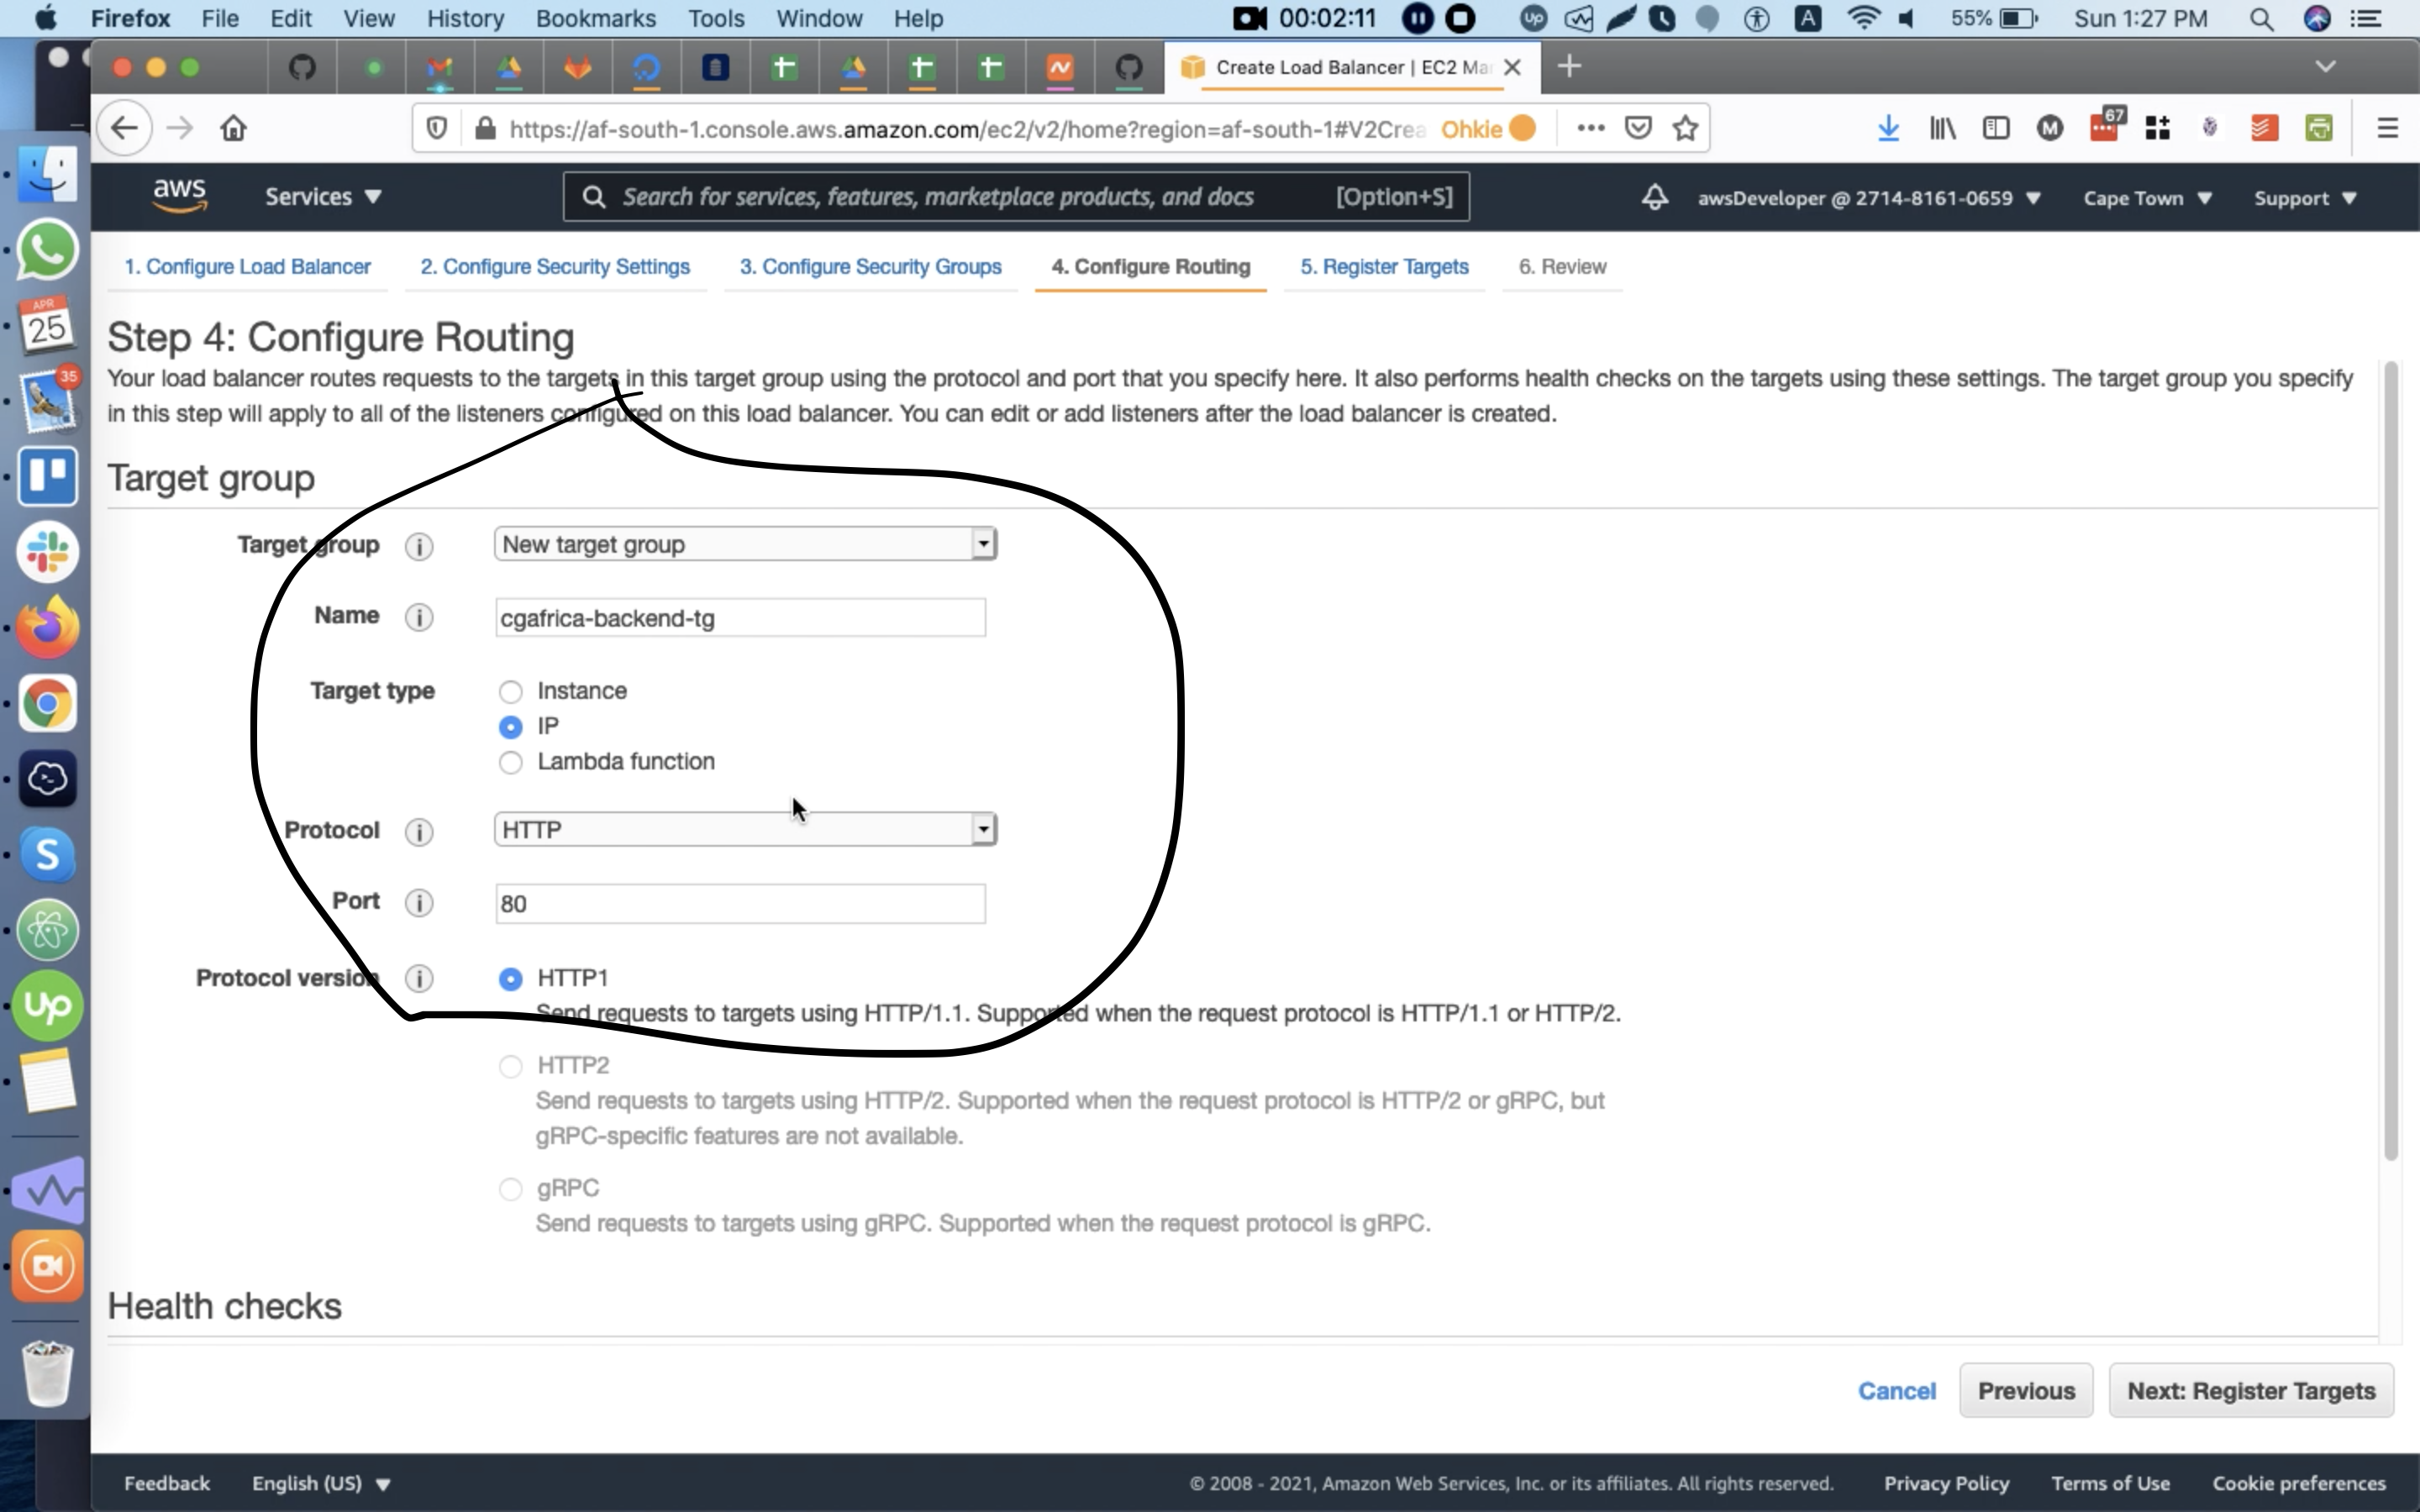 Firefox File Edit View History Bookmarks Tools Window Help 00:02:11 Up A 55% Sun 1:27 PM
Create Load Balancer | EC2 Ma
https://af-south-1.console.aws.amazon.com/ec2/v2/home?region=af-south-1#V2Crea Ohkie M 67
aws Services Search for services, features, marketplace products, and docs [Option+S] awsDeveloper @ 2714-8161-0659 Cape Town Support
1. Configure Load Balancer 2. Configure Security Settings 3. Configure Security Groups 4. Configure Routing 5. Register Targets 6. Review
APR
25
35
S
Up
Step 4: Configure Routing
Your load balancer routes requests to the targets in this target group using the protocol and port that you specify here. It also performs health checks on the targets using these settings. The target group you specify
in this step will apply to all of the listeners configured on this load balancer. You can edit or add listeners after the load balancer is created.
Target group
Target group i New target group
Name i cgafrica-backend-tg
Target type Instance
IP
Lambda function
Protocol i HTTP
Port i 80
Protocol version i HTTP1
Send requests to targets using HTTP/1.1. Supported when the request protocol is HTTP/1.1 or HTTP/2.
HTTP2
Send requests to targets using HTTP/2. Supported when the request protocol is HTTP/2 or gRPC, but
gRPC-specific features are not available.
gRPC
Send requests to targets using gRPC. Supported when the request protocol is gRPC.
Health checks
Cancel Previous Next: Register Targets
Feedback English (US) © 2008 - 2021, Amazon Web Services, Inc. or its affiliates. All rights reserved. Privacy Policy Terms of Use Cookie preferences